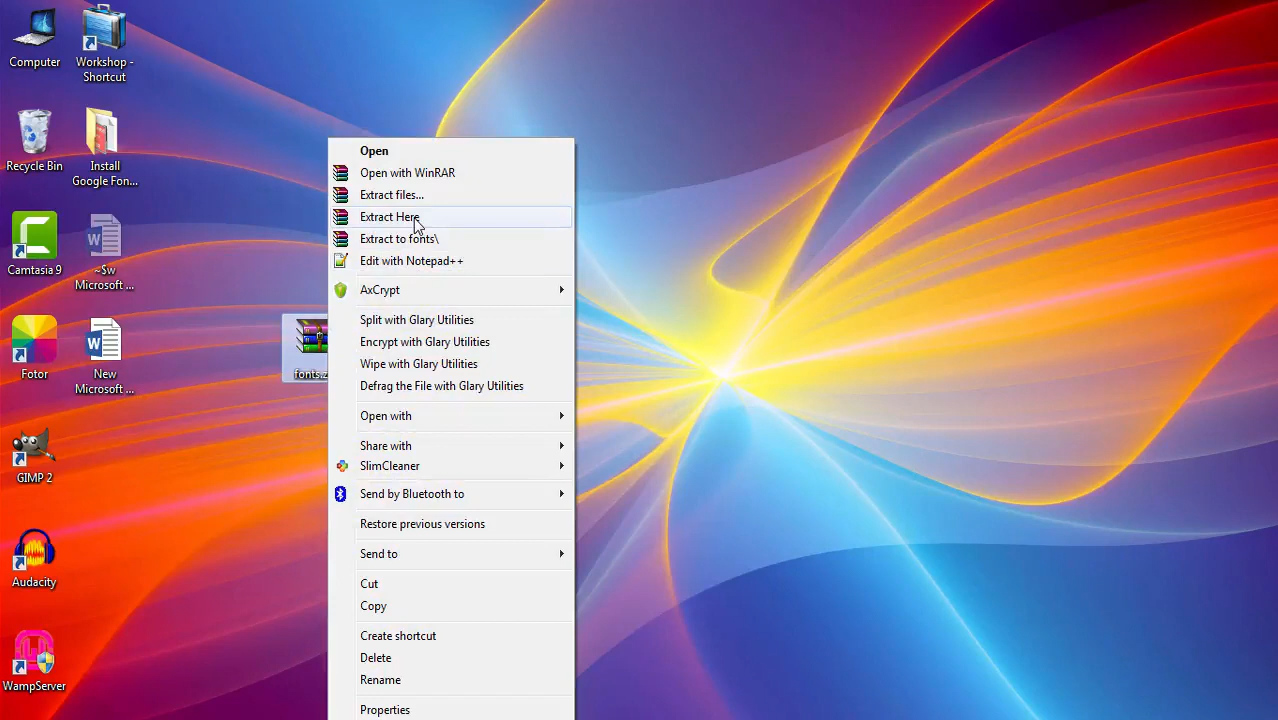 Computer
Workshop -
Shortcut
Recycle Bin
Install
Google Fon...
Camtasia 9
~$w
Microsoft ...
Fotor
New
Microsoft ...
GIMP 2
Audacity
WampServer
fonts.z
Open
Open with WinRAR
Extract files...
Extract Here
Extract to fonts\
Edit with Notepad++
AxCrypt
Split with Glary Utilities
Encrypt with Glary Utilities
Wipe with Glary Utilities
Defrag the File with Glary Utilities
Open with
Share with
SlimCleaner
Send by Bluetooth to
Restore previous versions
Send to
Cut
Copy
Create shortcut
Delete
Rename
Properties